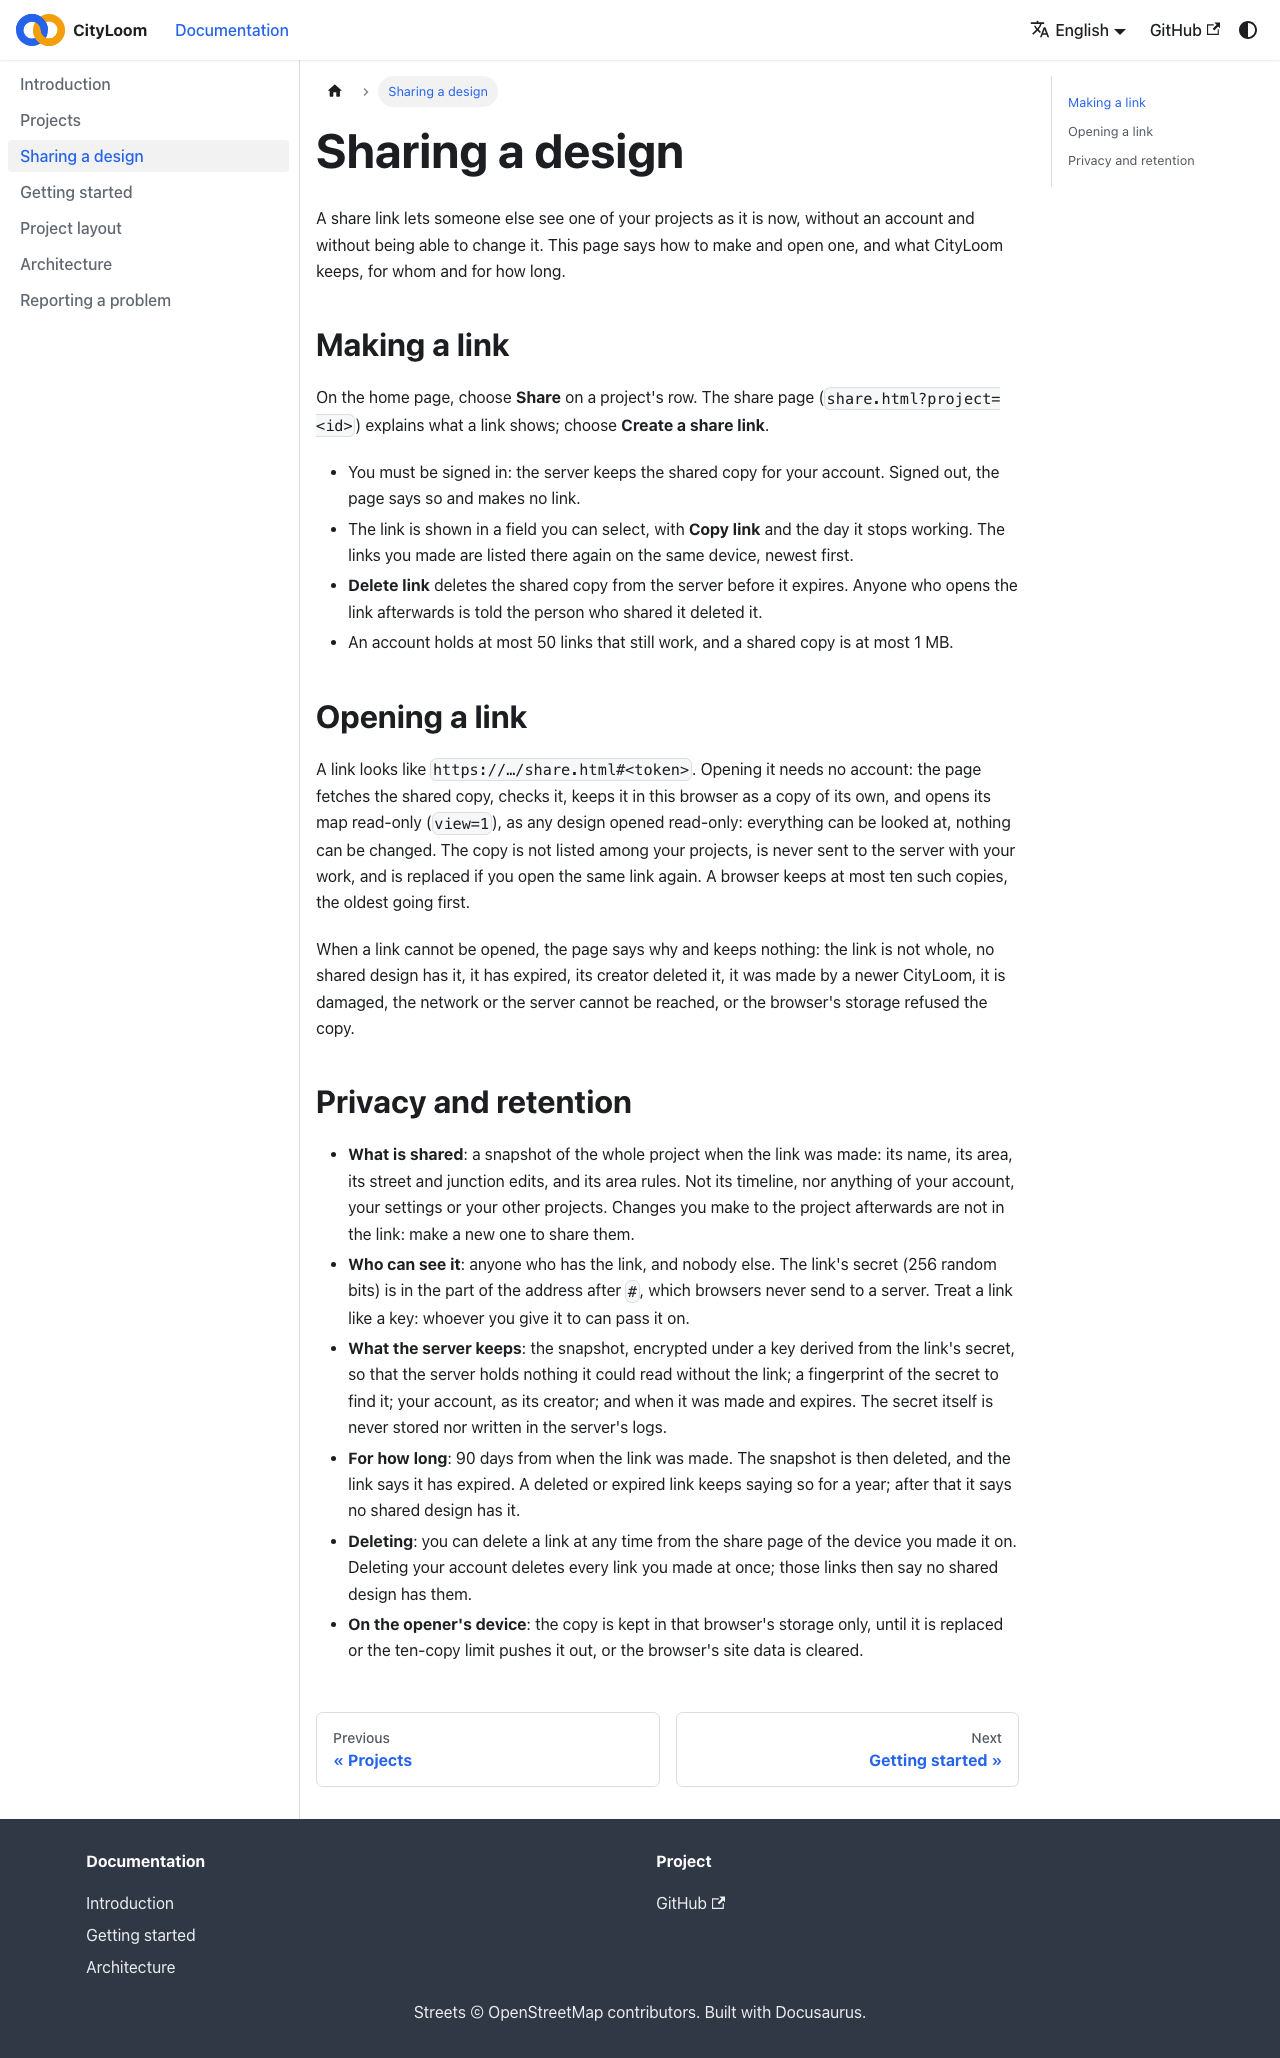 CityLoom
Documentation
English
GitHub
Introduction
Projects
Sharing a design
Getting started
Project layout
Architecture
Reporting a problem
Sharing a design
Sharing a design
A share link lets someone else see one of your projects as it is now, without an account and
without being able to change it. This page says how to make and open one, and what CityLoom
keeps, for whom and for how long.
Making a link
On the home page, choose Share on a project's row. The share page (share.html?project=
<id>) explains what a link shows; choose Create a share link.
• You must be signed in: the server keeps the shared copy for your account. Signed out, the
page says so and makes no link.
• The link is shown in a field you can select, with Copy link and the day it stops working. The
links you made are listed there again on the same device, newest first.
• Delete link deletes the shared copy from the server before it expires. Anyone who opens the
link afterwards is told the person who shared it deleted it.
• An account holds at most 50 links that still work, and a shared copy is at most 1 MB.
Opening a link
A link looks like https://…/share.html#<token>. Opening it needs no account: the page
fetches the shared copy, checks it, keeps it in this browser as a copy of its own, and opens its
map read-only (view=1), as any design opened read-only: everything can be looked at, nothing
can be changed. The copy is not listed among your projects, is never sent to the server with your
work, and is replaced if you open the same link again. A browser keeps at most ten such copies,
the oldest going first.
When a link cannot be opened, the page says why and keeps nothing: the link is not whole, no
shared design has it, it has expired, its creator deleted it, it was made by a newer CityLoom, it is
damaged, the network or the server cannot be reached, or the browser's storage refused the
copy.
Privacy and retention
• What is shared: a snapshot of the whole project when the link was made: its name, its area,
its street and junction edits, and its area rules. Not its timeline, nor anything of your account,
your settings or your other projects. Changes you make to the project afterwards are not in
the link: make a new one to share them.
• Who can see it: anyone who has the link, and nobody else. The link's secret (256 random
bits) is in the part of the address after #, which browsers never send to a server. Treat a link
like a key: whoever you give it to can pass it on.
• What the server keeps: the snapshot, encrypted under a key derived from the link's secret,
so that the server holds nothing it could read without the link; a fingerprint of the secret to
find it; your account, as its creator; and when it was made and expires. The secret itself is
never stored nor written in the server's logs.
• For how long: 90 days from when the link was made. The snapshot is then deleted, and the
link says it has expired. A deleted or expired link keeps saying so for a year; after that it says
no shared design has it.
• Deleting: you can delete a link at any time from the share page of the device you made it on.
Deleting your account deletes every link you made at once; those links then say no shared
design has them.
• On the opener's device: the copy is kept in that browser's storage only, until it is replaced
or the ten-copy limit pushes it out, or the browser's site data is cleared.
Previous
« Projects
Next
Getting started »
Making a link
Opening a link
Privacy and retention
Documentation
Introduction
Getting started
Architecture
Project
GitHub
Streets © OpenStreetMap contributors. Built with Docusaurus.